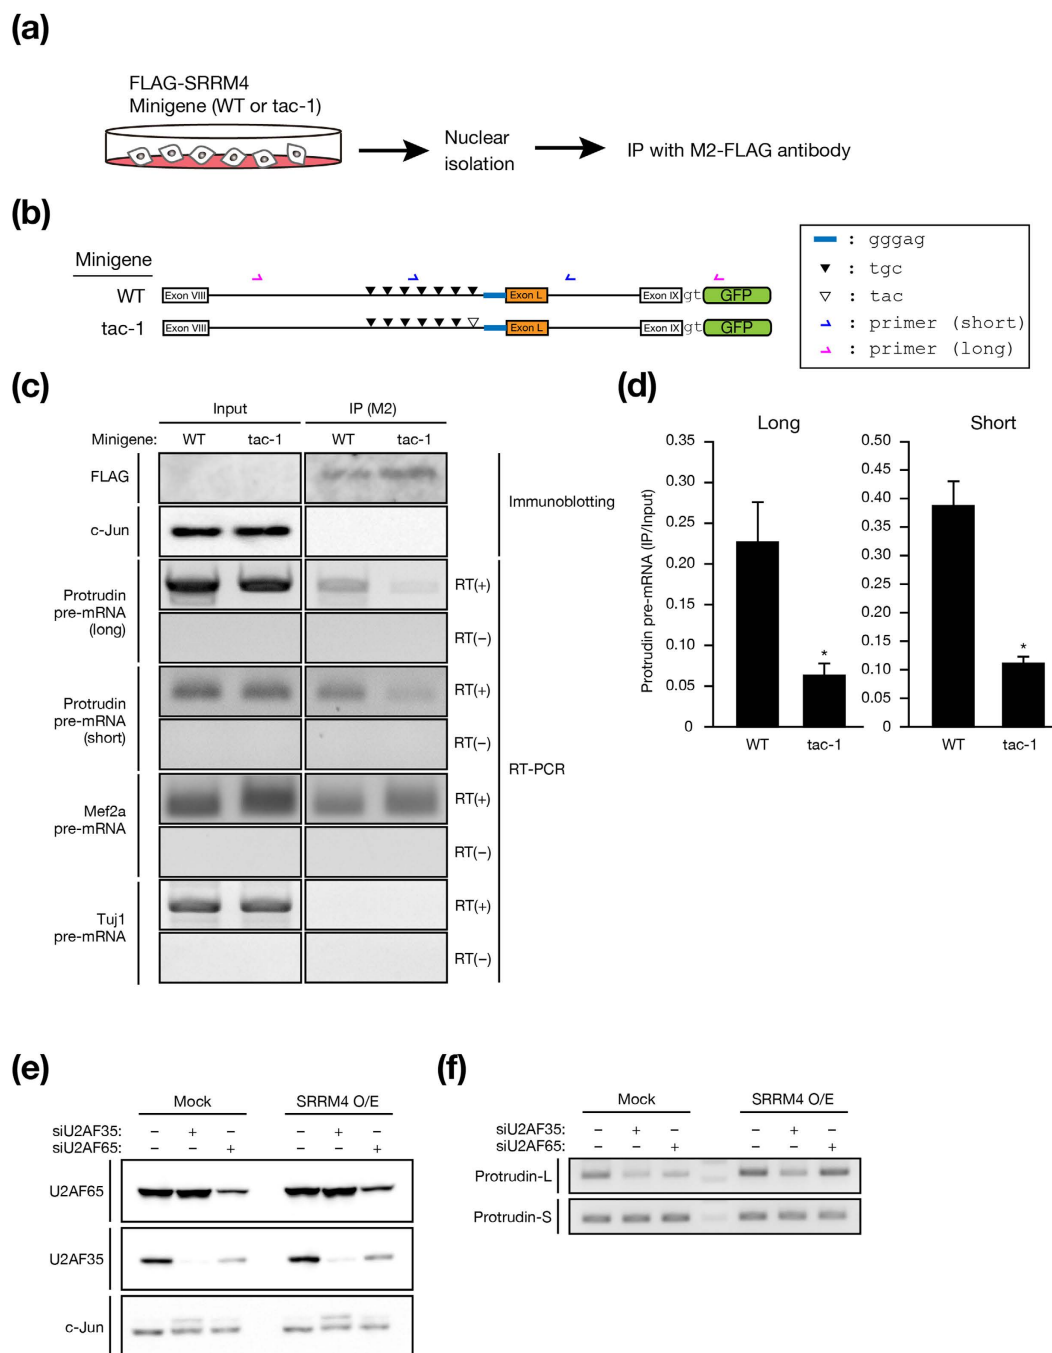 (a)
FLAG-SRRM4
Minigene (WT or tac-1)
Nuclear
isolation
IP with M2-FLAG antibody
(b)
Minigene
WT
Exon VIII
Exon L
Exon IX
gt
GFP
tac-1
Exon VIII
Exon L
Exon IX
gt
GFP
: gggag
: tgc
: tac
: primer (short)
: primer (long)
(c)
Input
IP (M2)
Minigene: WT tac-1 WT tac-1
FLAG
c-Jun
Immunoblotting
Protrudin
pre-mRNA
(long)
RT(+)
RT(−)
Protrudin
pre-mRNA
(short)
RT(+)
RT(−)
RT-PCR
Mef2a
pre-mRNA
RT(+)
RT(−)
Tuj1
pre-mRNA
RT(+)
RT(−)
(d)
Long
Protrudin pre-mRNA (IP/Input)
0.35
0.30
0.25
0.20
0.15
0.10
0.05
0
*
WT tac-1
Short
0.50
0.45
0.40
0.35
0.30
0.25
0.20
0.15
0.10
0.05
0
*
WT tac-1
(e)
Mock SRRM4 O/E
siU2AF35: − + − − + −
siU2AF65: − − + − − +
U2AF65
U2AF35
c-Jun
(f)
Mock SRRM4 O/E
siU2AF35: − + − − + −
siU2AF65: − − + − − +
Protrudin-L
Protrudin-S